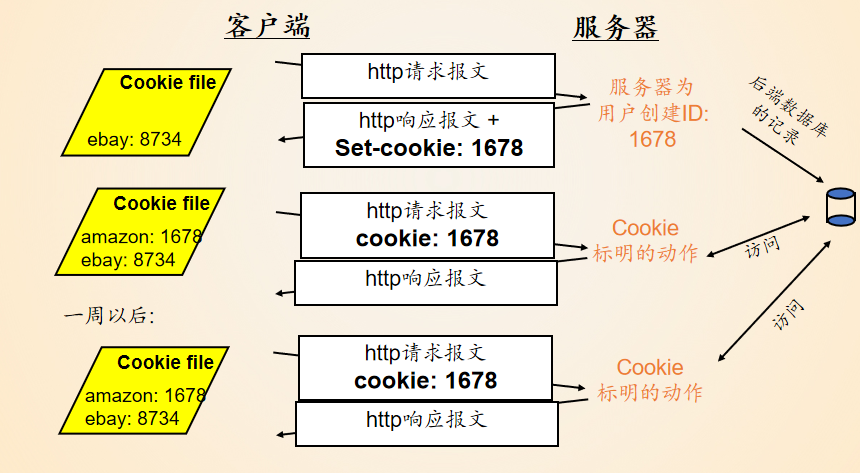 客户端
服务器
Cookie file
ebay: 8734
http请求报文
http响应报文 +
Set-cookie: 1678
服务器为
用户创建ID:
1678
后端数据库
的记录
Cookie file
amazon: 1678
ebay: 8734
http请求报文
cookie: 1678
http响应报文
Cookie
标明的动作
访问
一周以后:
Cookie file
amazon: 1678
ebay: 8734
http请求报文
cookie: 1678
http响应报文
Cookie
标明的动作
访问